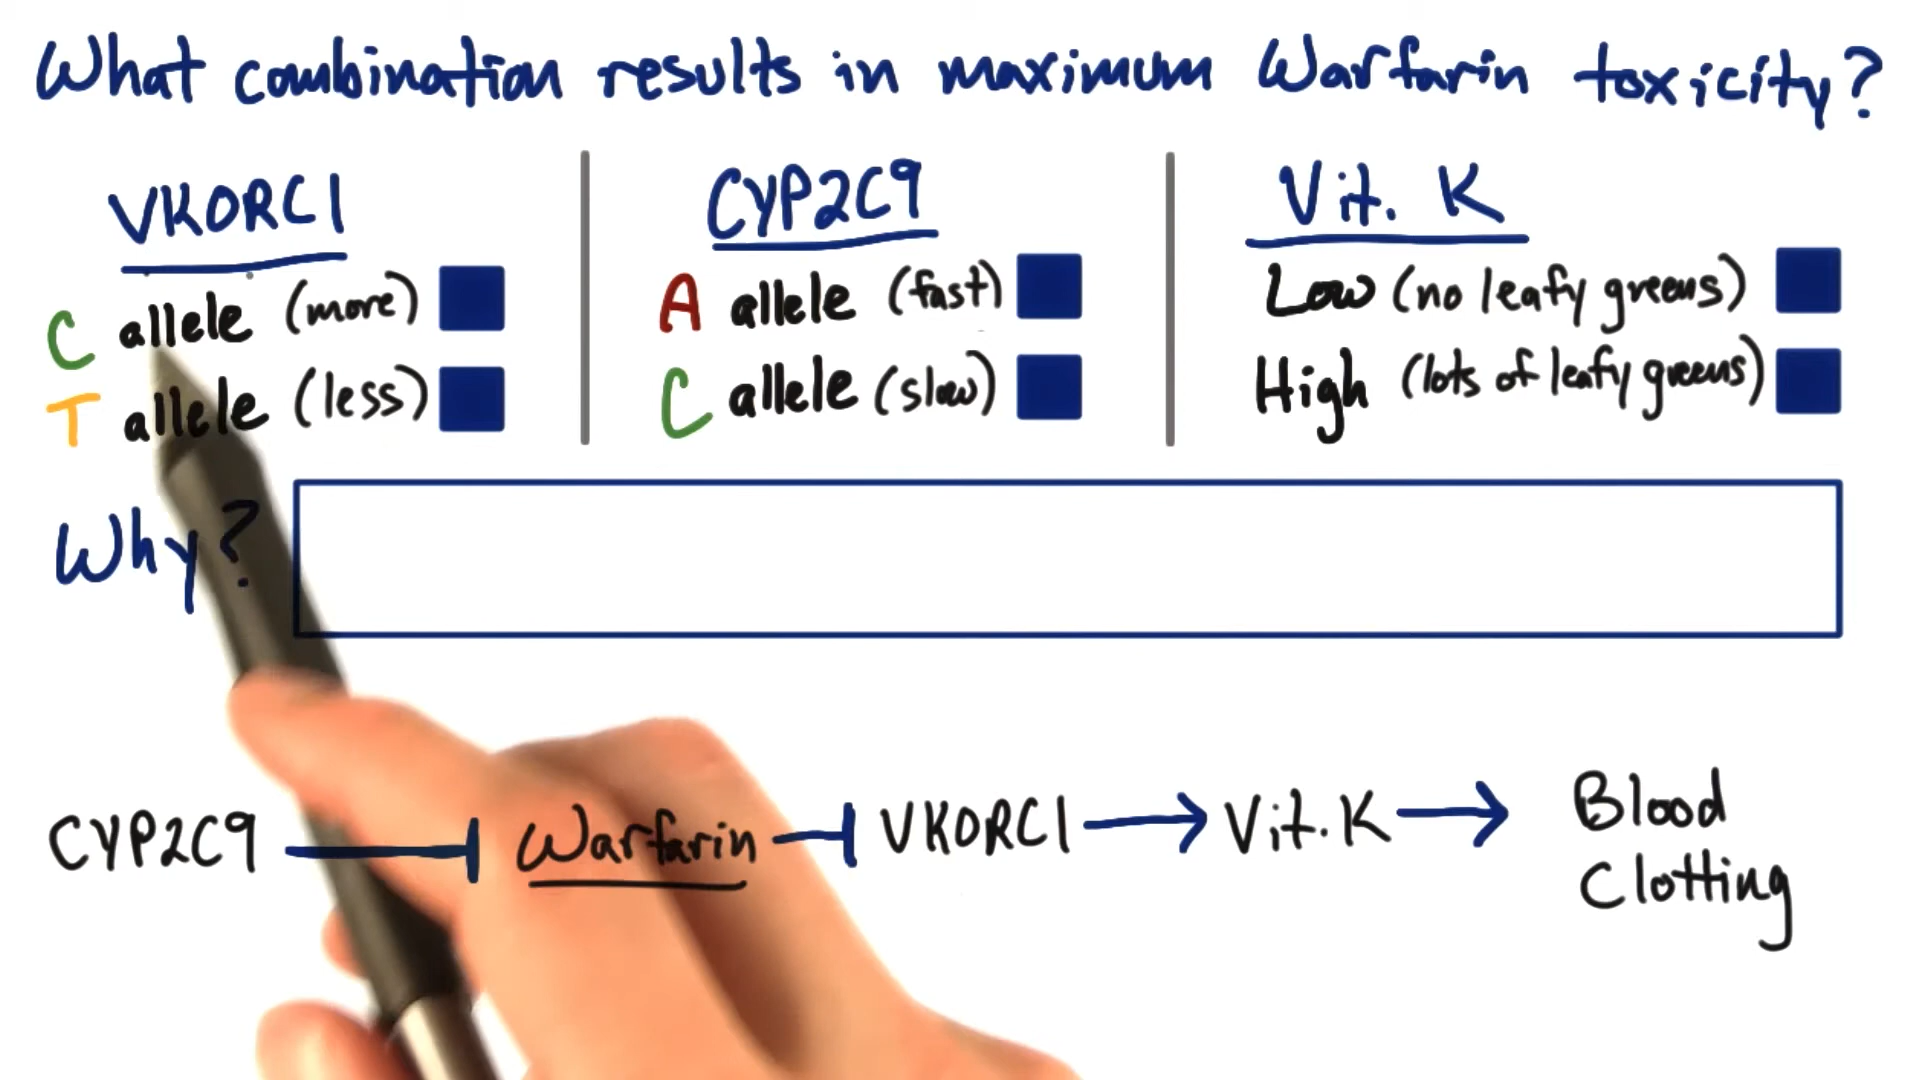 What combination results in maximum Warfarin toxicity?
VKORC1
C allele (more)
T allele (less)
CYP2C9
A allele (fast)
C allele (slow)
Vit. K
Low (no leafy greens)
High (lots of leafy greens)
Why?
CYP2C9 Warfarin VKORC1 Vit. K Blood
Clotting